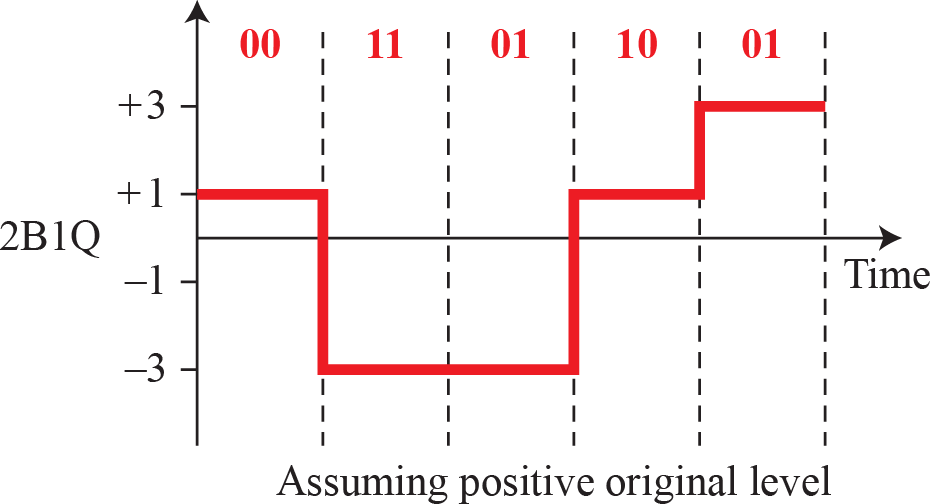 00 11 01 10 01
+3
+1
2B1Q
–1
Time
–3
Assuming positive original level